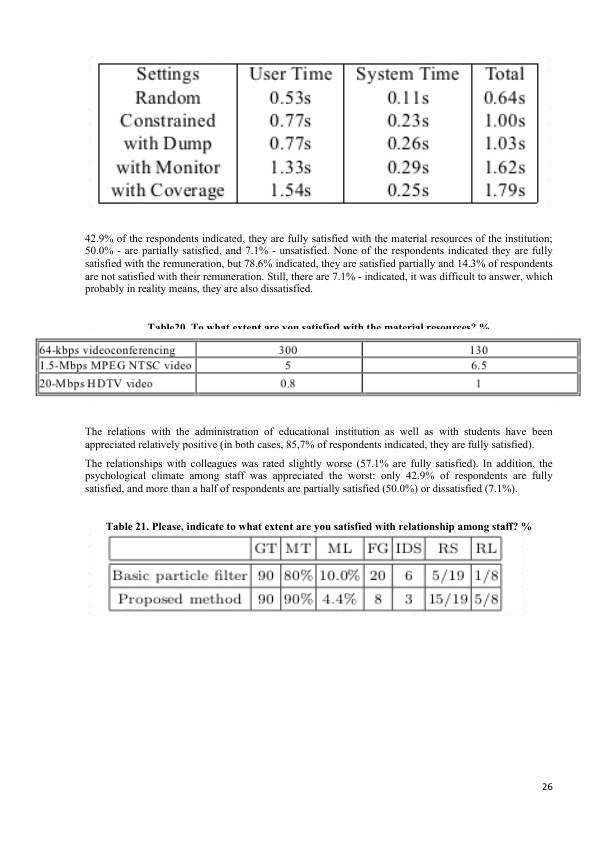 Settings User Time System Time Total
Random 0.53s 0.11s 0.64s
Constrained 0.77s 0.23s 1.00s
with Dump 0.77s 0.26s 1.03s
with Monitor 1.33s 0.29s 1.62s
with Coverage 1.54s 0.25s 1.79s
42.9% of the respondents indicated, they are fully satisfied with the material resources of the institution;
50.0% - are partially satisfied, and 7.1% - unsatisfied. None of the respondents indicated they are fully
satisfied with the remuneration, but 78.6% indicated, they are satisfied partially and 14.3% of respondents
are not satisfied with their remuneration. Still, there are 7.1% - indicated, it was difficult to answer, which
probably in reality means, they are also dissatisfied.
Table20. To what extent are you satisfied with the material resources? %
64-kbps videoconferencing 300 130
1.5-Mbps MPEG NTSC video 5 6.5
20-Mbps HDTV video 0.8 1
The relations with the administration of educational institution as well as with students have been
appreciated relatively positive (in both cases, 85,7% of respondents indicated, they are fully satisfied).
The relationships with colleagues was rated slightly worse (57.1% are fully satisfied). In addition, the
psychological climate among staff was appreciated the worst: only 42.9% of respondents are fully
satisfied, and more than a half of respondents are partially satisfied (50.0%) or dissatisfied (7.1%).
Table 21. Please, indicate to what extent are you satisfied with relationship among staff? %
GT MT ML FG IDS RS RL
Basic particle filter 90 80% 10.0% 20 6 5/19 1/8
Proposed method 90 90% 4.4% 8 3 15/19 5/8
26